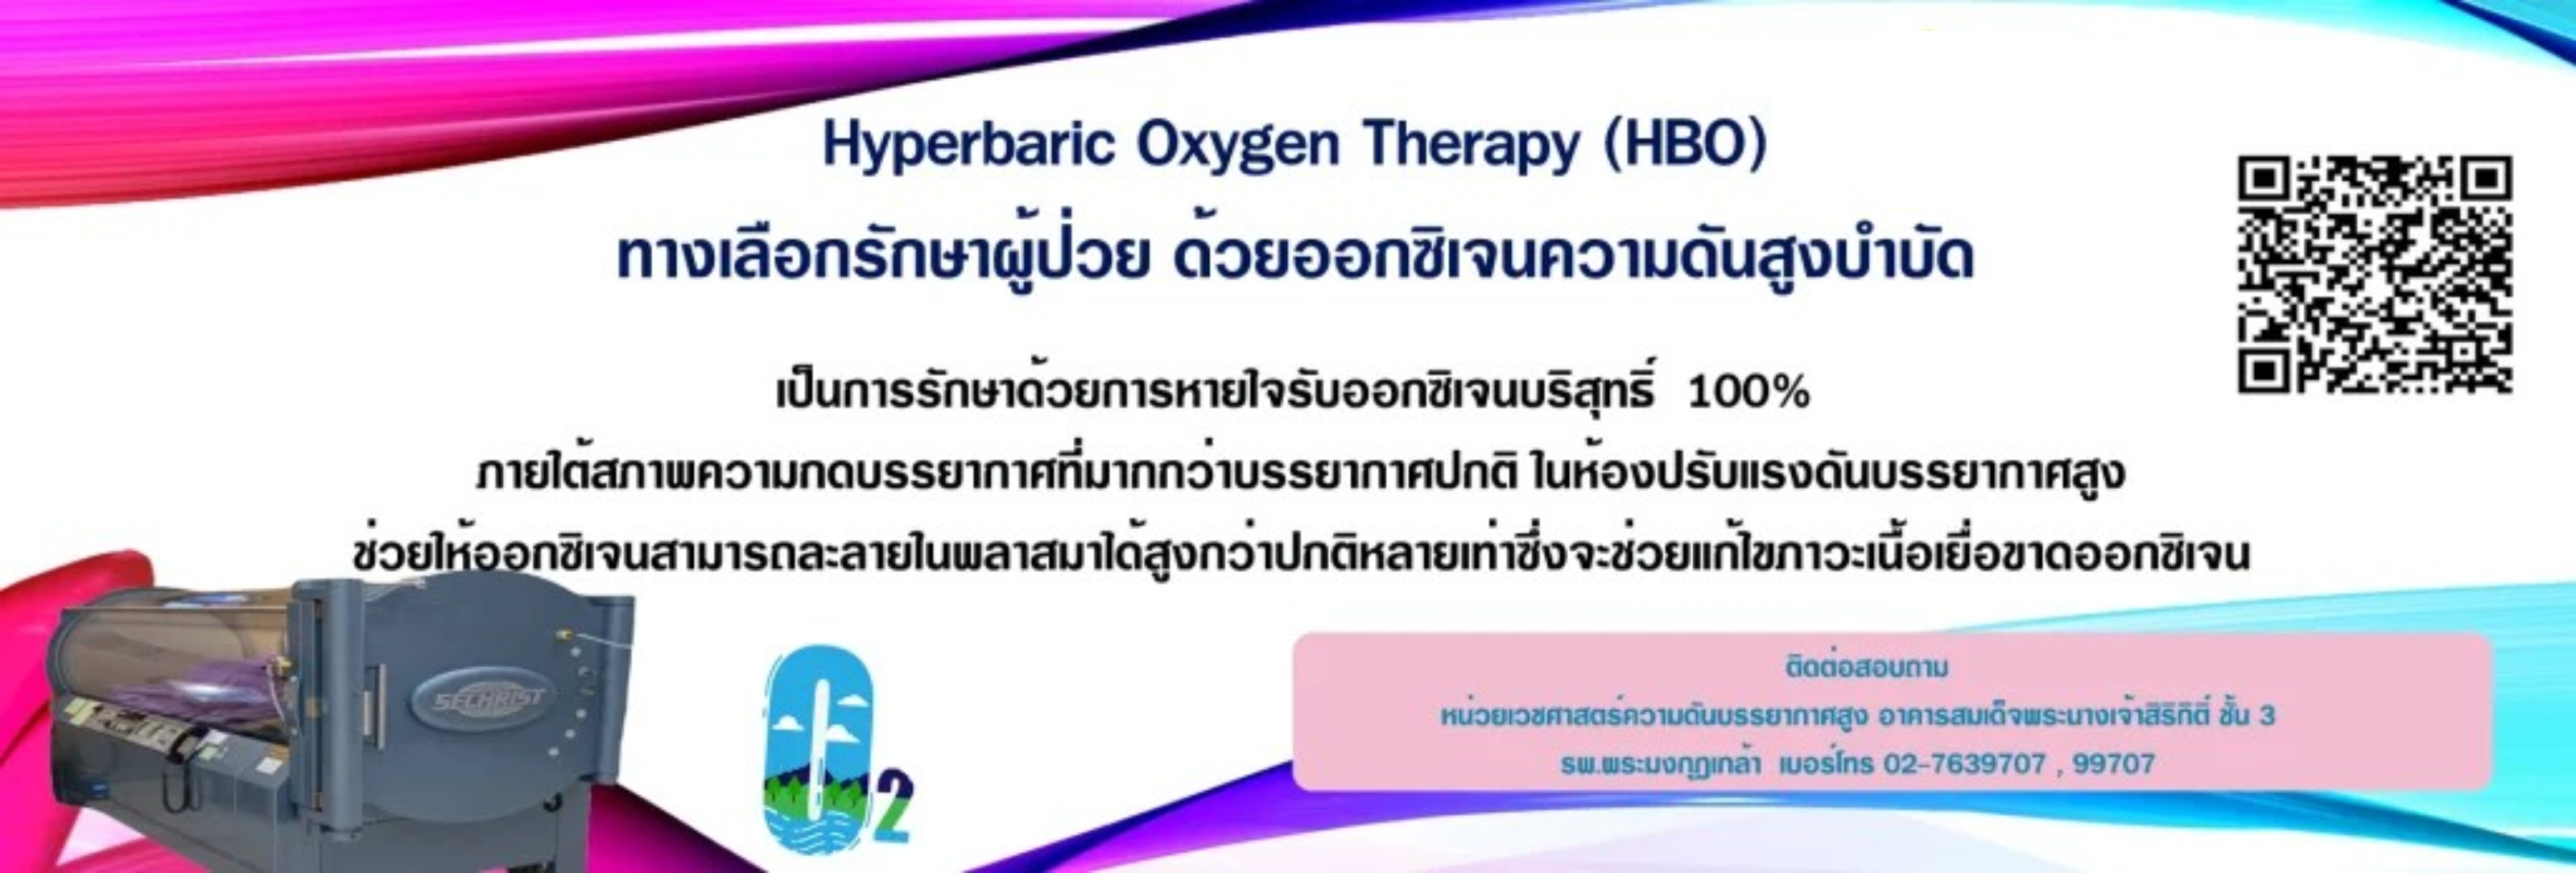 Hyperbaric Oxygen Therapy (HBO)
ทางเลือกรักษาผู้ป่วย ด้วยออกซิเจนความดันสูงบำบัด
เป็นการรักษาด้วยการหายใจรับออกซิเจนบริสุทธิ์ 100%
ภายใต้สภาพความกดบรรยากาศที่มากกว่าบรรยากาศปกติ ในห้องปรับแรงดันบรรยากาศสูง
ช่วยให้ออกซิเจนสามารถละลายในพลาสมาได้สูงกว่าปกติหลายเท่าซึ่งจะช่วยแก้ไขภาวะเนื้อเยื่อขาดออกซิเจน
SECHRIST
O2
ติดต่อสอบถาม
หน่วยเวชศาสตร์ความดันบรรยากาศสูง อาคารสมเด็จพระนางเจ้าสิริกิติ์ ชั้น 3
รพ.พระมงกุฎเกล้า เบอร์โทร 02-7639707 , 99707